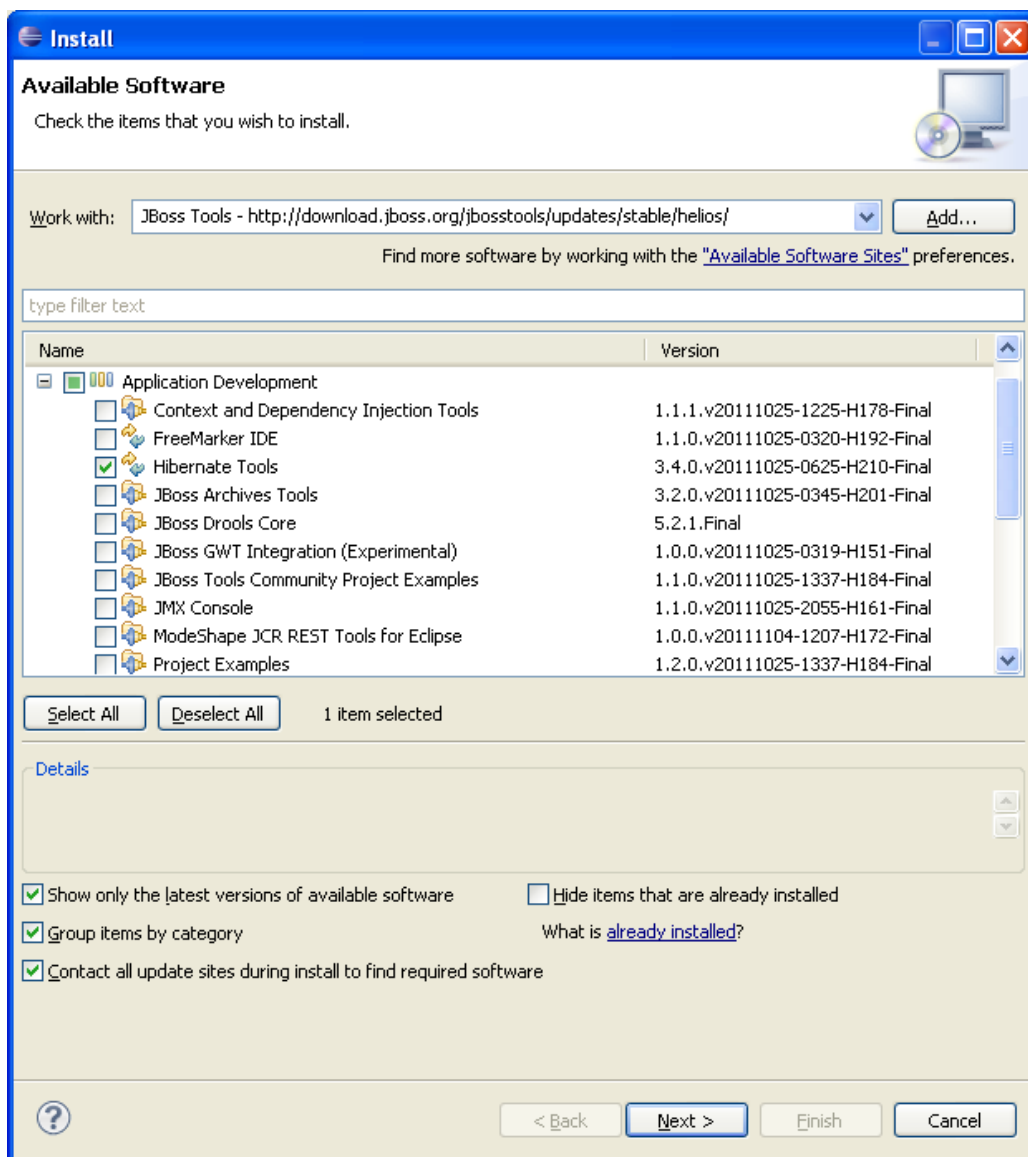 Install
Available Software
Check the items that you wish to install.
Work with: JBoss Tools - http://download.jboss.org/jbosstools/updates/stable/helios/ Add...
Find more software by working with the "Available Software Sites" preferences.
type filter text
Name Version
Application Development
Context and Dependency Injection Tools 1.1.1.v20111025-1225-H178-Final
FreeMarker IDE 1.1.0.v20111025-0320-H192-Final
Hibernate Tools 3.4.0.v20111025-0625-H210-Final
JBoss Archives Tools 3.2.0.v20111025-0345-H201-Final
JBoss Drools Core 5.2.1.Final
JBoss GWT Integration (Experimental) 1.0.0.v20111025-0319-H151-Final
JBoss Tools Community Project Examples 1.1.0.v20111025-1337-H184-Final
JMX Console 1.1.0.v20111025-2055-H161-Final
ModeShape JCR REST Tools for Eclipse 1.0.0.v20111104-1207-H172-Final
Project Examples 1.2.0.v20111025-1337-H184-Final
Select All Deselect All 1 item selected
Details
Show only the latest versions of available software Hide items that are already installed
Group items by category What is already installed?
Contact all update sites during install to find required software
? < Back Next > Finish Cancel